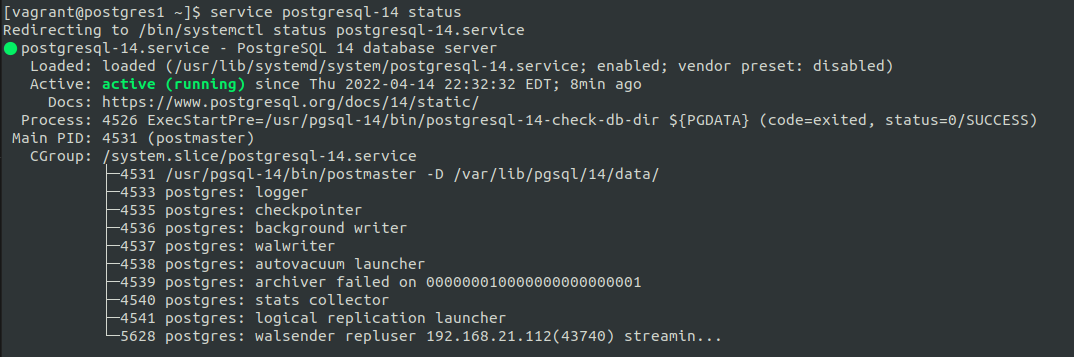 [vagrant@postgres1 ~]$ service postgresql-14 status
Redirecting to /bin/systemctl status postgresql-14.service
● postgresql-14.service - PostgreSQL 14 database server
Loaded: loaded (/usr/lib/systemd/system/postgresql-14.service; enabled; vendor preset: disabled)
Active: active (running) since Thu 2022-04-14 22:32:32 EDT; 8min ago
Docs: https://www.postgresql.org/docs/14/static/
Process: 4526 ExecStartPre=/usr/pgsql-14/bin/postgresql-14-check-db-dir ${PGDATA} (code=exited, status=0/SUCCESS)
Main PID: 4531 (postmaster)
CGroup: /system.slice/postgresql-14.service
├─4531 /usr/pgsql-14/bin/postmaster -D /var/lib/pgsql/14/data/
├─4533 postgres: logger
├─4535 postgres: checkpointer
├─4536 postgres: background writer
├─4537 postgres: walwriter
├─4538 postgres: autovacuum launcher
├─4539 postgres: archiver failed on 000000010000000000000001
├─4540 postgres: stats collector
├─4541 postgres: logical replication launcher
└─5628 postgres: walsender repluser 192.168.21.112(43740) streamin...